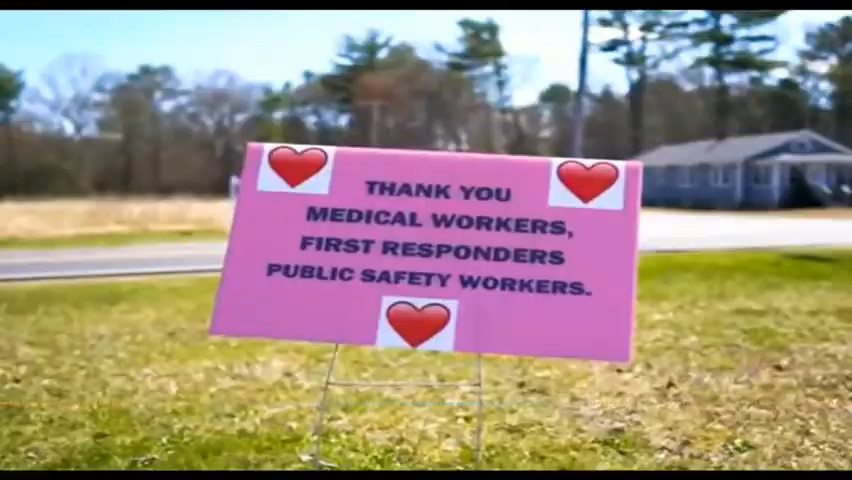 THANK YOU
MEDICAL WORKERS,
FIRST RESPONDERS
PUBLIC SAFETY WORKERS.